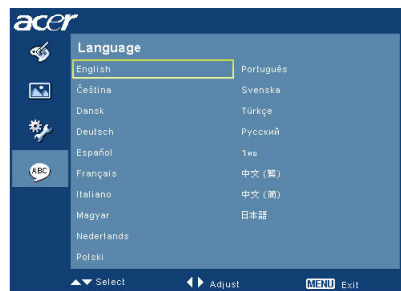 acer
Language
English
Čeština
Dansk
Deutsch
Español
Français
Italiano
Magyar
Nederlands
Polski
Português
Svenska
Türkçe
Русский
ไทย
中文 (繁)
中文 (简)
日本語
ABC
Select Adjust MENU Exit